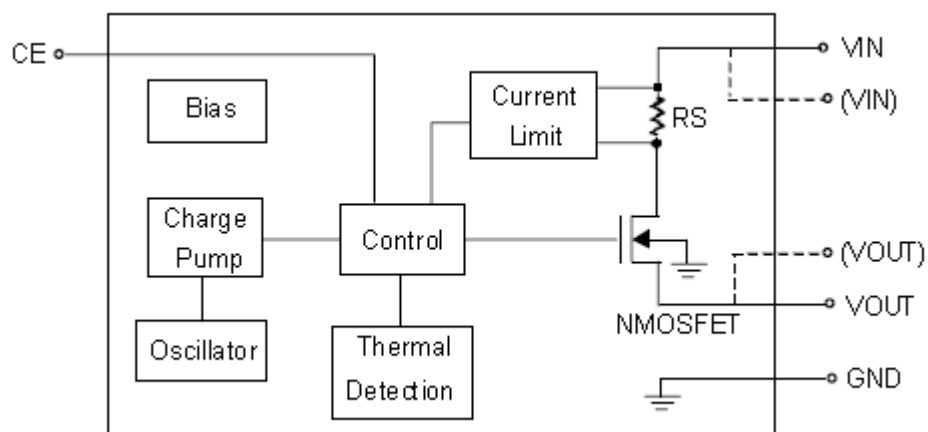 CE
VIN
Bias
Current
Limit
RS
(VIN)
Charge
Pump
Control
(VOUT)
VOUT
NMOSFET
Oscillator
Thermal
Detection
GND